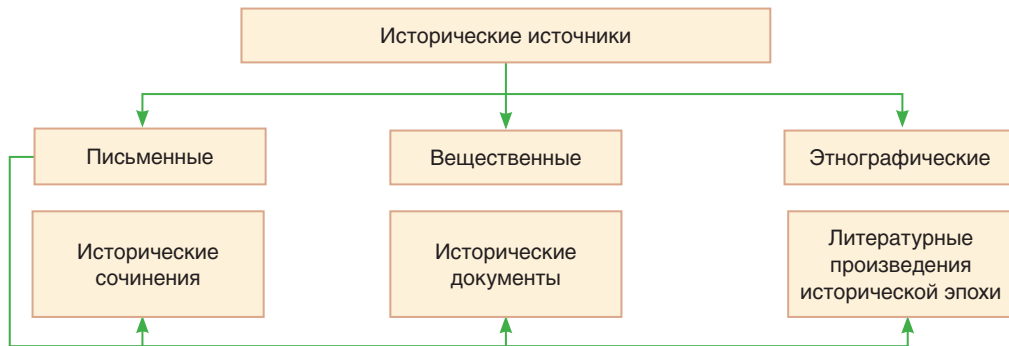 Исторические источники
Письменные
Вещественные
Этнографические
Исторические
сочинения
Исторические
документы
Литературные
произведения
исторической эпохи